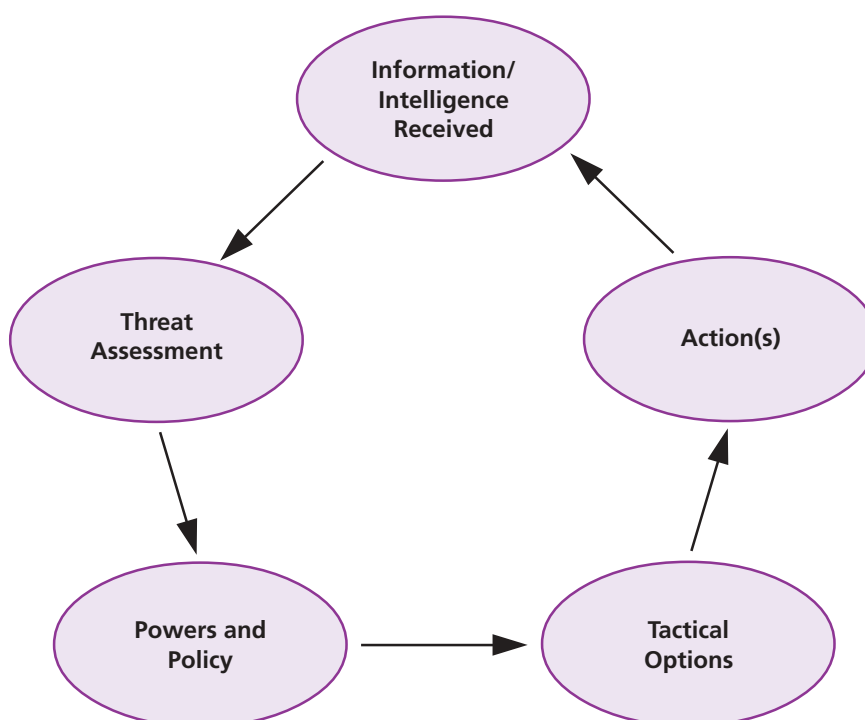 Information/
Intelligence
Received
Threat
Assessment
Action(s)
Powers and
Policy
Tactical
Options